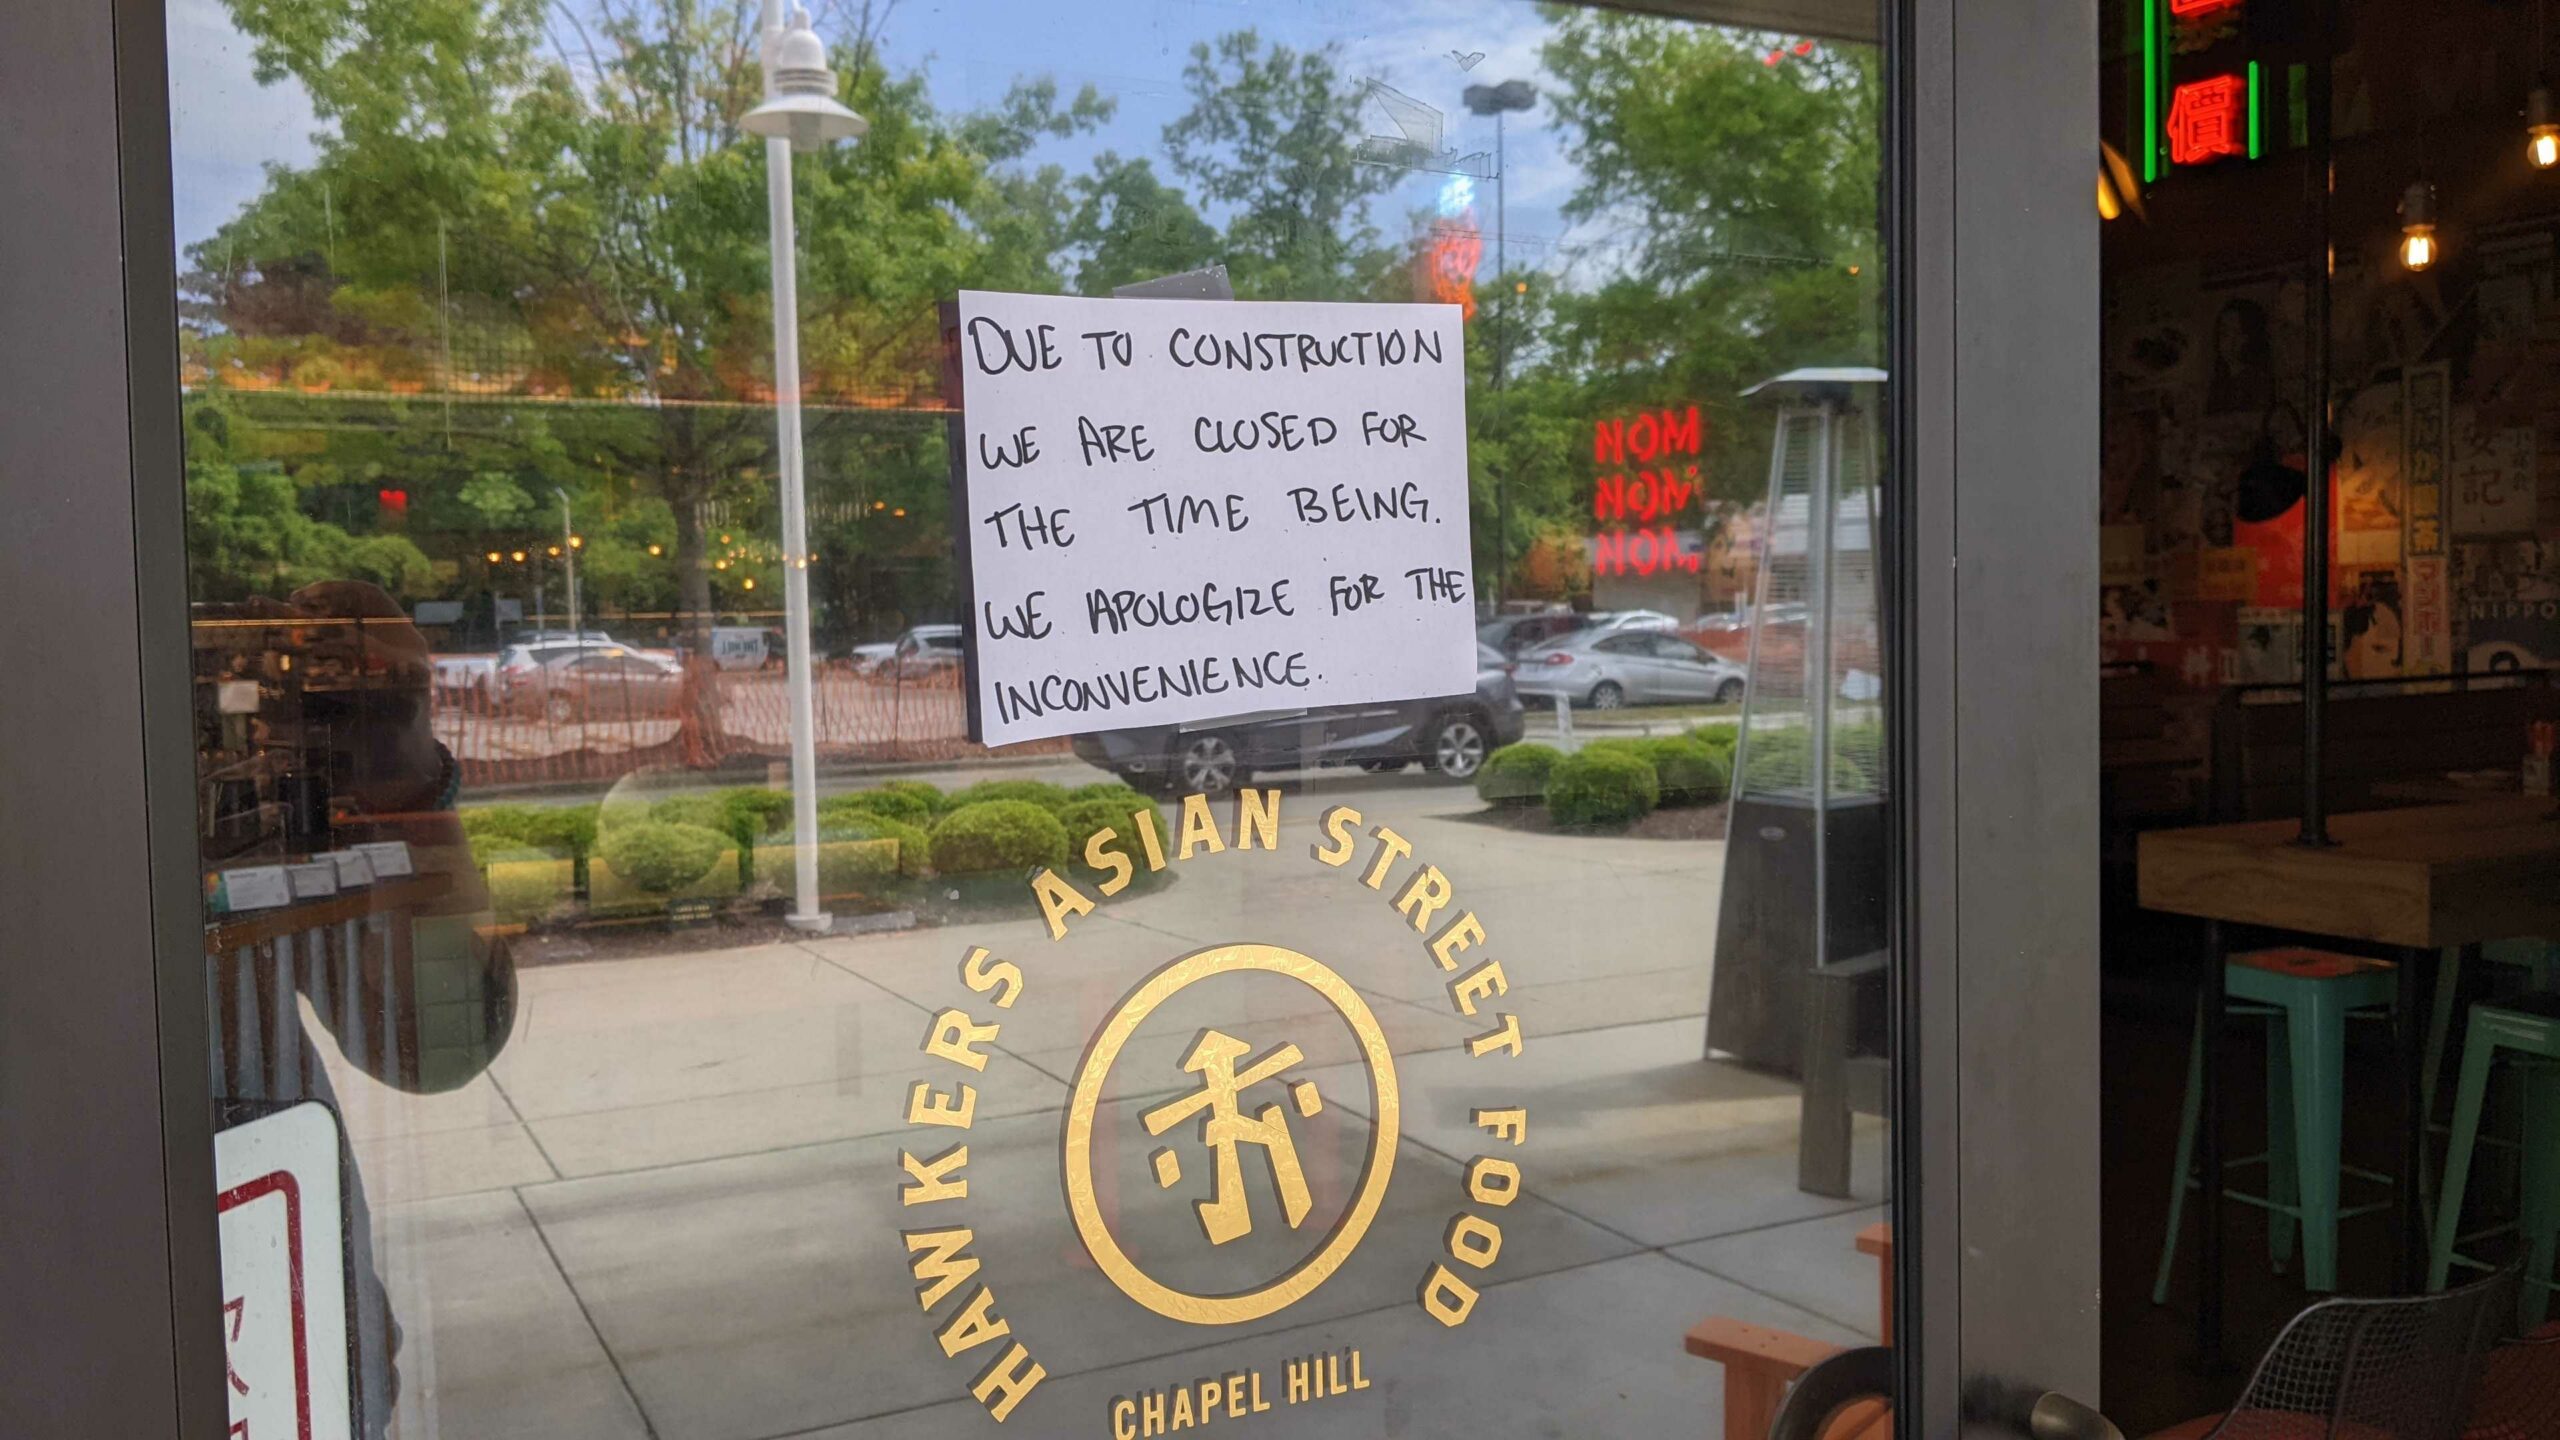 DUE TO CONSTRUCTION
WE ARE CLOSED FOR
THE TIME BEING.
WE APOLOGIZE FOR THE
INCONVENIENCE.
HAWKERS ASIAN STREET FOOD
CHAPEL HILL
價
NOM
NOM
NOM
NIPPO